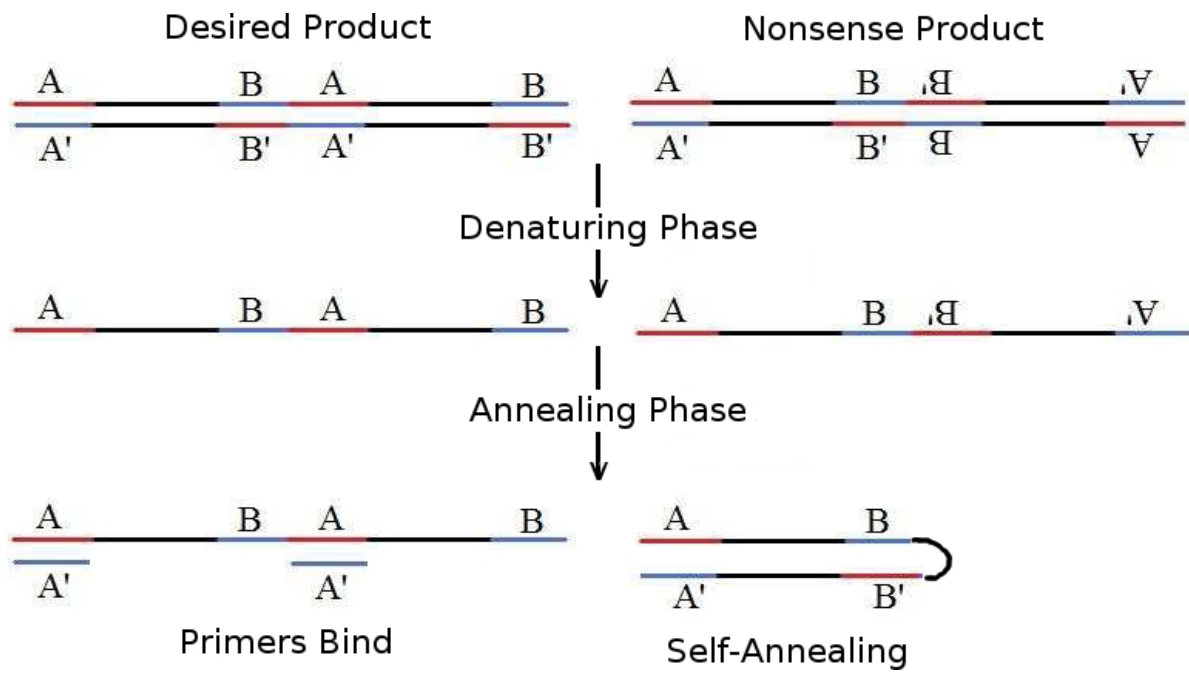 Desired Product
Nonsense Product
A B A B
A B B' A'
A' B' A' B'
A' B' B A
Denaturing Phase
A B A B
A B B' A'
Annealing Phase
A B A B
A B
A' A'
A' B'
Primers Bind
Self-Annealing